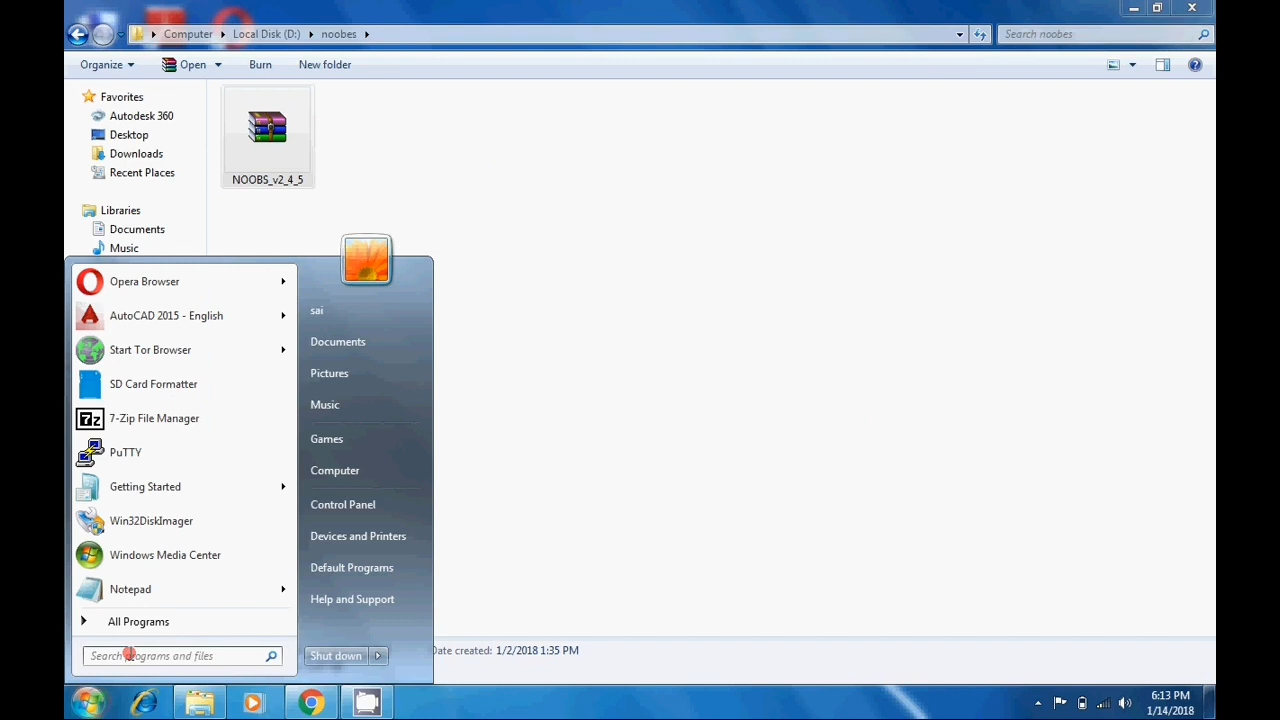 Computer
Local Disk (D:)
noobes
Search noobes
Organize
Open
Burn
New folder
Favorites
Autodesk 360
Desktop
Downloads
Recent Places
Libraries
Documents
Music
NOOBS_v2_4_5
Opera Browser
AutoCAD 2015 - English
Start Tor Browser
SD Card Formatter
7-Zip File Manager
PuTTY
Getting Started
Win32DiskImager
Windows Media Center
Notepad
All Programs
Search programs and files
sai
Documents
Pictures
Music
Games
Computer
Control Panel
Devices and Printers
Default Programs
Help and Support
Shut down
Date created: 1/2/2018 1:35 PM
6:13 PM
1/14/2018